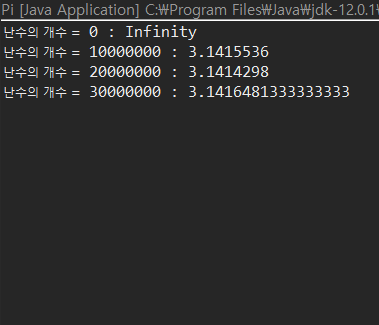 Pi [Java Application] C:₩Program Files₩Java₩jdk-12.0.1₩
난수의 개수 = 0 : Infinity
난수의 개수 = 10000000 : 3.1415536
난수의 개수 = 20000000 : 3.1414298
난수의 개수 = 30000000 : 3.1416481333333333